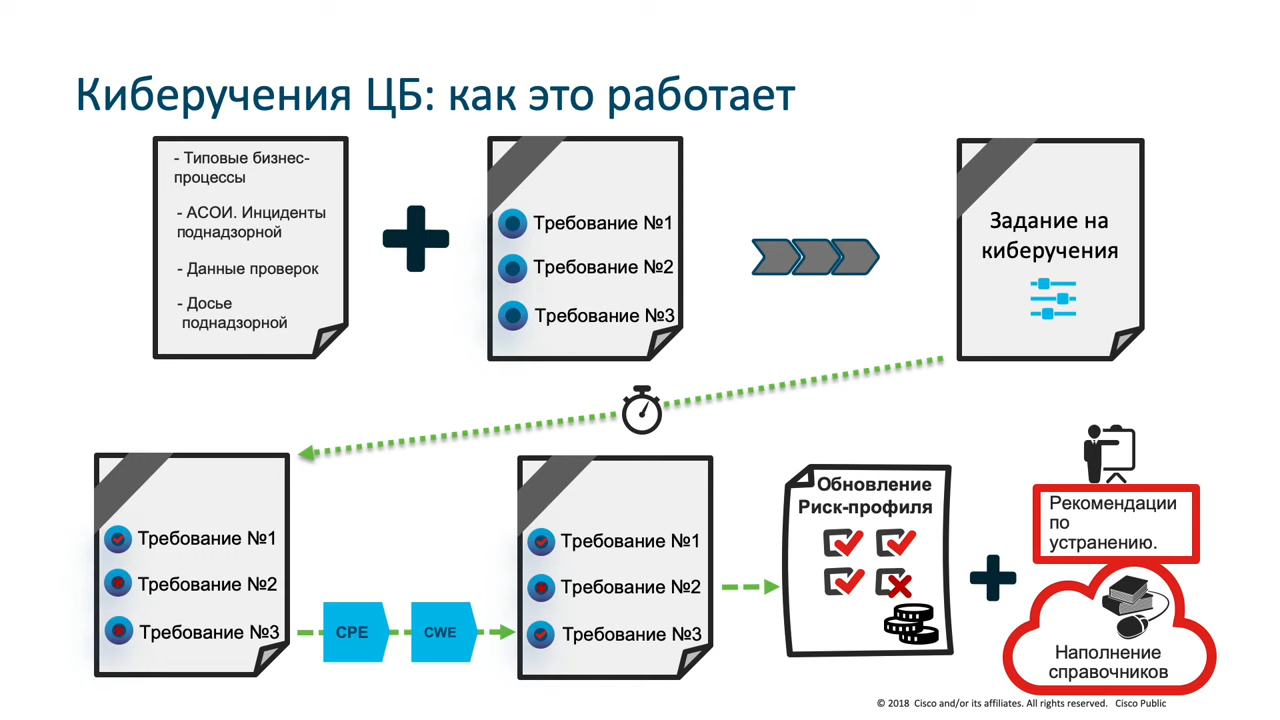 Киберучения ЦБ: как это работает
- Типовые бизнес-
процессы
- АСОИ. Инциденты
поднадзорной
- Данные проверок
- Досье
поднадзорной
Требование №1
Требование №2
Требование №3
Задание на
киберучения
Требование №1
Требование №2
Требование №3
CPE
CWE
Требование №1
Требование №2
Требование №3
Обновление
Риск-профиля
Рекомендации
по
устранению.
Наполнение
справочников
© 2018 Cisco and/or its affiliates. All rights reserved. Cisco Public